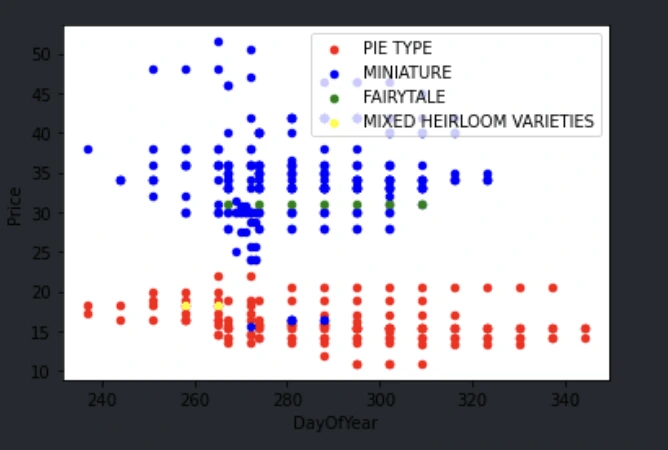 50
45
40
35
30
25
20
15
10
Price
PIE TYPE
MINIATURE
FAIRYTALE
MIXED HEIRLOOM VARIETIES
240 260 280 300 320 340
DayOfYear